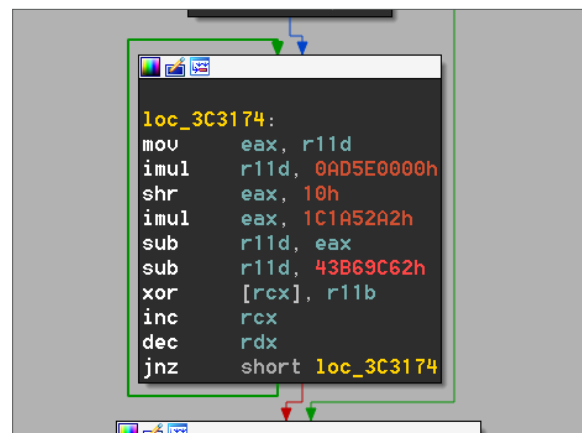 loc_3C3174:
mov eax, r11d
imul r11d, 0AD5E0000h
shr eax, 10h
imul eax, 1C1A52A2h
sub r11d, eax
sub r11d, 43B69C62h
xor [rcx], r11b
inc rcx
dec rdx
jnz short loc_3C3174